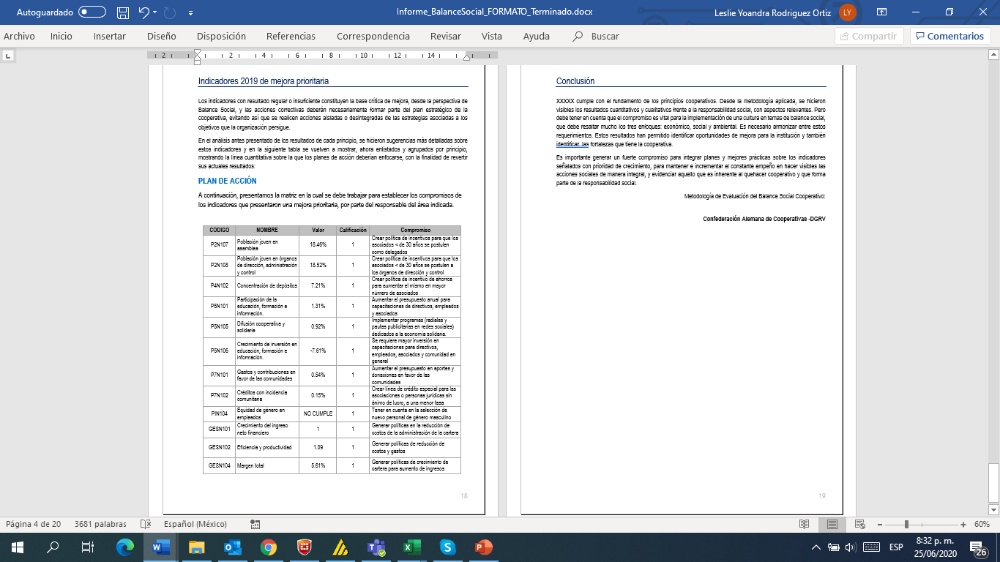 Autoguardado
Informe_BalanceSocial_FORMATO_Terminado.docx
Leslie Yoandra Rodriguez Ortiz
LY
Archivo Inicio Insertar Diseño Disposición Referencias Correspondencia Revisar Vista Ayuda Buscar
Compartir Comentarios
L
2 2 4 6 8 10 12 14
Indicadores 2019 de mejora prioritaria
Los indicadores con resultado regular o insuficiente constituyen la base crítica de mejora, desde la perspectiva de
Balance Social, y las acciones correctivas deberán necesariamente formar parte del plan estratégico de la
cooperativa, evitando así que se realicen acciones aisladas o desintegradas de las estrategias asociadas a los
objetivos que la organización persigue.
En el análisis antes presentado de los resultados de cada principio, se hicieron sugerencias más detalladas sobre
estos indicadores y en la siguiente tabla se vuelven a mostrar, ahora enlistados y agrupados por principio,
mostrando la línea cuantitativa sobre la que los planes de acción deberían enfocarse, con la finalidad de revertir
sus actuales resultados:
PLAN DE ACCIÓN
A continuación, presentamos la matriz en la cual se debe trabajar para establecer los compromisos de
los indicadores que presentaron una mejora prioritaria, por parte del responsable del área indicada.
CODIGO NOMBRE Valor Calificación Compromiso
P2N107 Población joven en
asamblea
18.46% 1 Crear política de incentivos para que los
asociados < de 30 años se postulen
como delegados
P2N108 Población joven en órganos
de dirección, administración
y control
18.52% 1 Crear política de incentivos para que los
asociados < de 30 años se postulen a
los órganos de dirección y control
P4N102 Concentración de depósitos 7.21% 1 Crear política de incentivo de ahorros
para aumentar el mismo en mayor
número de asociados
P5N101 Participación de la
educación, formación e
información.
1.31% 1 Aumentar el presupuesto anual para
capacitaciones de directivos, empleados
y asociados
P5N105 Difusión cooperativa y
solidaria
0.92% 1 Implementar programas (radiales y
pautas publicitarias en redes sociales)
dedicados a la economía solidaria.
P5N106 Crecimiento de inversión en
educación, formación e
información.
-7.61% 1 Se requiere mayor inversión en
capacitaciones para directivos,
empleados, asociados y comunidad en
general
P7N101 Gastos y contribuciones en
favor de las comunidades
0.54% 1 Aumentar el presupuesto en aportes y
donaciones en favor de las
comunidades
P7N102 Créditos con incidencia
comunitaria
0.15% 1 Crear línea de crédito especial para las
asociaciones o personas jurídicas sin
ánimo de lucro, a una menor tasa
PIN104 Equidad de género en
empleados
NO CUMPLE 1 Tener en cuenta en la selección de
nuevo personal de género masculino
GESN101 Crecimiento del ingreso
neto financiero
1 1 Generar políticas en la reducción de
costos de la administración de la cartera
GESN102 Eficiencia y productividad 1.09 1 Generar políticas de reducción de
costos y gastos
GESN104 Margen total 5.61% 1 Generar políticas de crecimiento de
cartera para aumento de ingresos
18
Conclusión
XXXXX cumple con el fundamento de los principios cooperativos. Desde la metodología aplicada, se hicieron
visibles los resultados cuantitativos y cualitativos frente a la responsabilidad social, con aspectos relevantes. Pero
debe tener en cuenta que el compromiso es vital para la implementación de una cultura en temas de balance social,
que debe resaltar mucho los tres enfoques: económico, social y ambiental. Es necesario armonizar entre estos
requerimientos. Estos resultados han permitido identificar oportunidades de mejora para la institución y también
identificar las fortalezas que tiene la cooperativa.
Es importante generar un fuerte compromiso para integrar planes y mejores prácticas sobre los indicadores
señalados con prioridad de crecimiento, para mantener e incrementar el constante empeño en hacer visibles las
acciones sociales de manera integral, y evidenciar aquello que es inherente al quehacer cooperativo y que forma
parte de la responsabilidad social.
Metodología de Evaluación del Balance Social Cooperativo:
Confederación Alemana de Cooperativas -DGRV
19
Página 4 de 20 3681 palabras Español (México) 60%
ESP
8:32 p. m.
25/06/2020
26